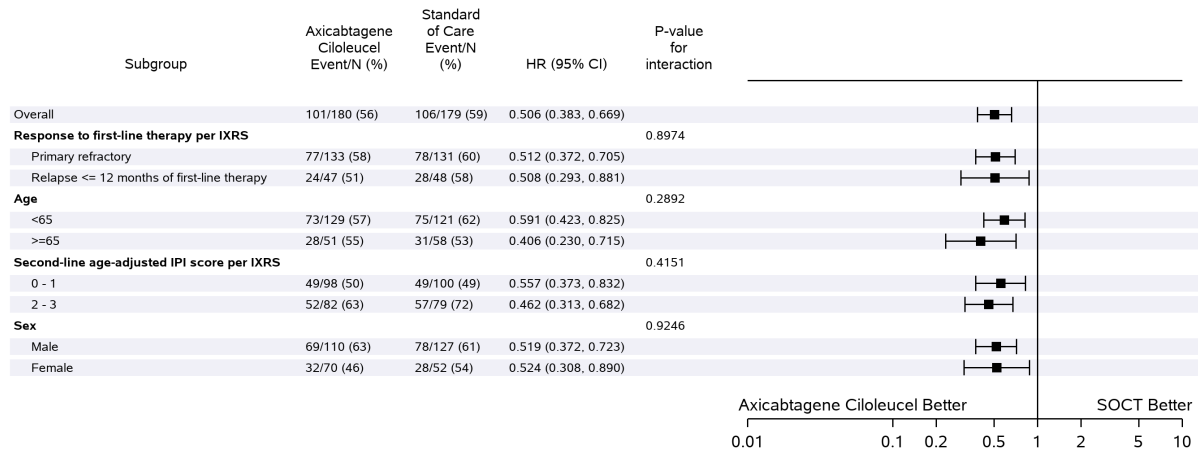 Subgroup
Axicabtagene
Ciloleucel
Event/N (%)
Standard
of Care
Event/N
(%)
HR (95% CI)
P-value
for
interaction
Overall 101/180 (56) 106/179 (59) 0.506 (0.383, 0.669)
Response to first-line therapy per IXRS 0.8974
Primary refractory 77/133 (58) 78/131 (60) 0.512 (0.372, 0.705)
Relapse <= 12 months of first-line therapy 24/47 (51) 28/48 (58) 0.508 (0.293, 0.881)
Age 0.2892
<65 73/129 (57) 75/121 (62) 0.591 (0.423, 0.825)
>=65 28/51 (55) 31/58 (53) 0.406 (0.230, 0.715)
Second-line age-adjusted IPI score per IXRS 0.4151
0 - 1 49/98 (50) 49/100 (49) 0.557 (0.373, 0.832)
2 - 3 52/82 (63) 57/79 (72) 0.462 (0.313, 0.682)
Sex 0.9246
Male 69/110 (63) 78/127 (61) 0.519 (0.372, 0.723)
Female 32/70 (46) 28/52 (54) 0.524 (0.308, 0.890)
Axicabtagene Ciloleucel Better SOCT Better
0.01 0.1 0.2 0.5 1 2 5 10